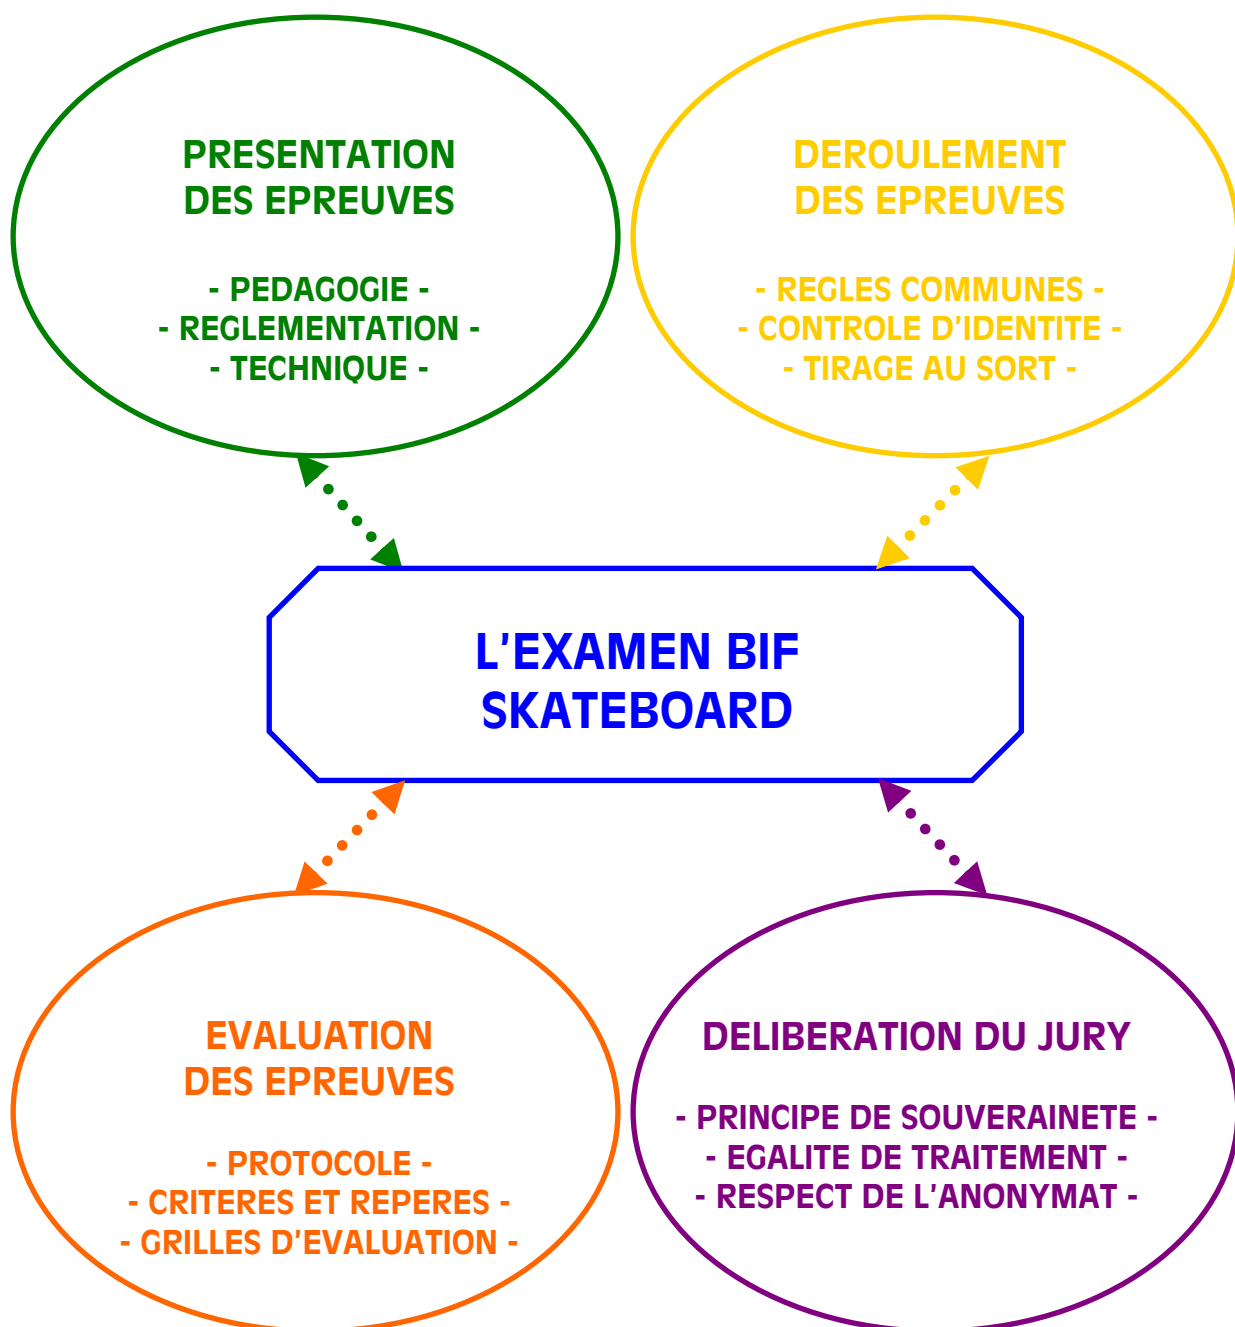 PRESENTATION
DES EPREUVES
- PEDAGOGIE -
- REGLEMENTATION -
- TECHNIQUE -
DEROULEMENT
DES EPREUVES
- REGLES COMMUNES -
- CONTROLE D'IDENTITE -
- TIRAGE AU SORT -
L'EXAMEN BIF
SKATEBOARD
EVALUATION
DES EPREUVES
- PROTOCOLE -
- CRITERES ET REPERES -
- GRILLES D'EVALUATION -
DELIBERATION DU JURY
- PRINCIPE DE SOUVERAINETE -
- EGALITE DE TRAITEMENT -
- RESPECT DE L'ANONYMAT -